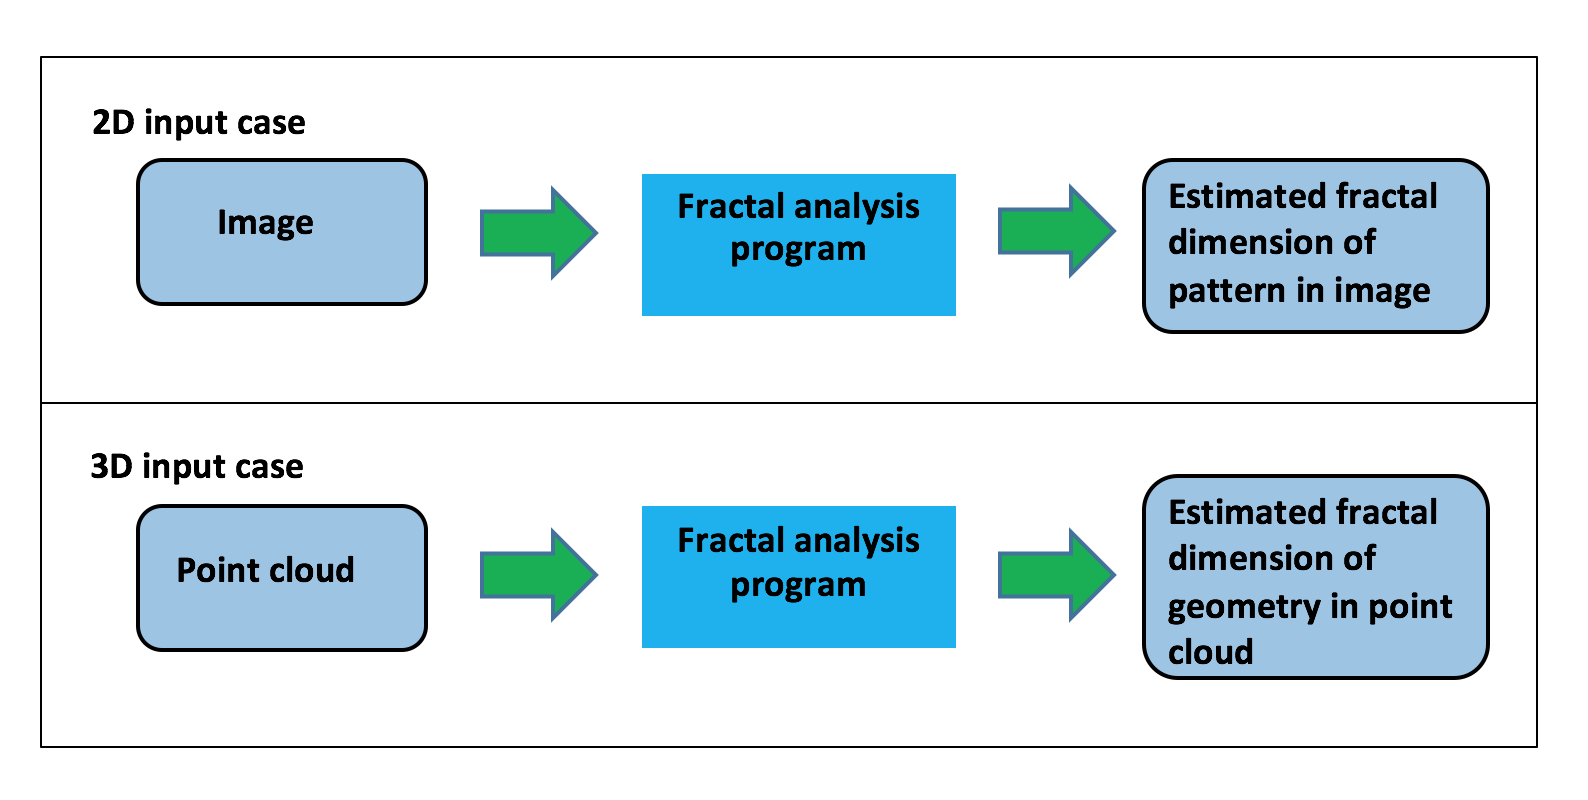 2D input case
Image
Fractal analysis
program
Estimated fractal
dimension of
pattern in image
3D input case
Point cloud
Fractal analysis
program
Estimated fractal
dimension of
geometry in point
cloud